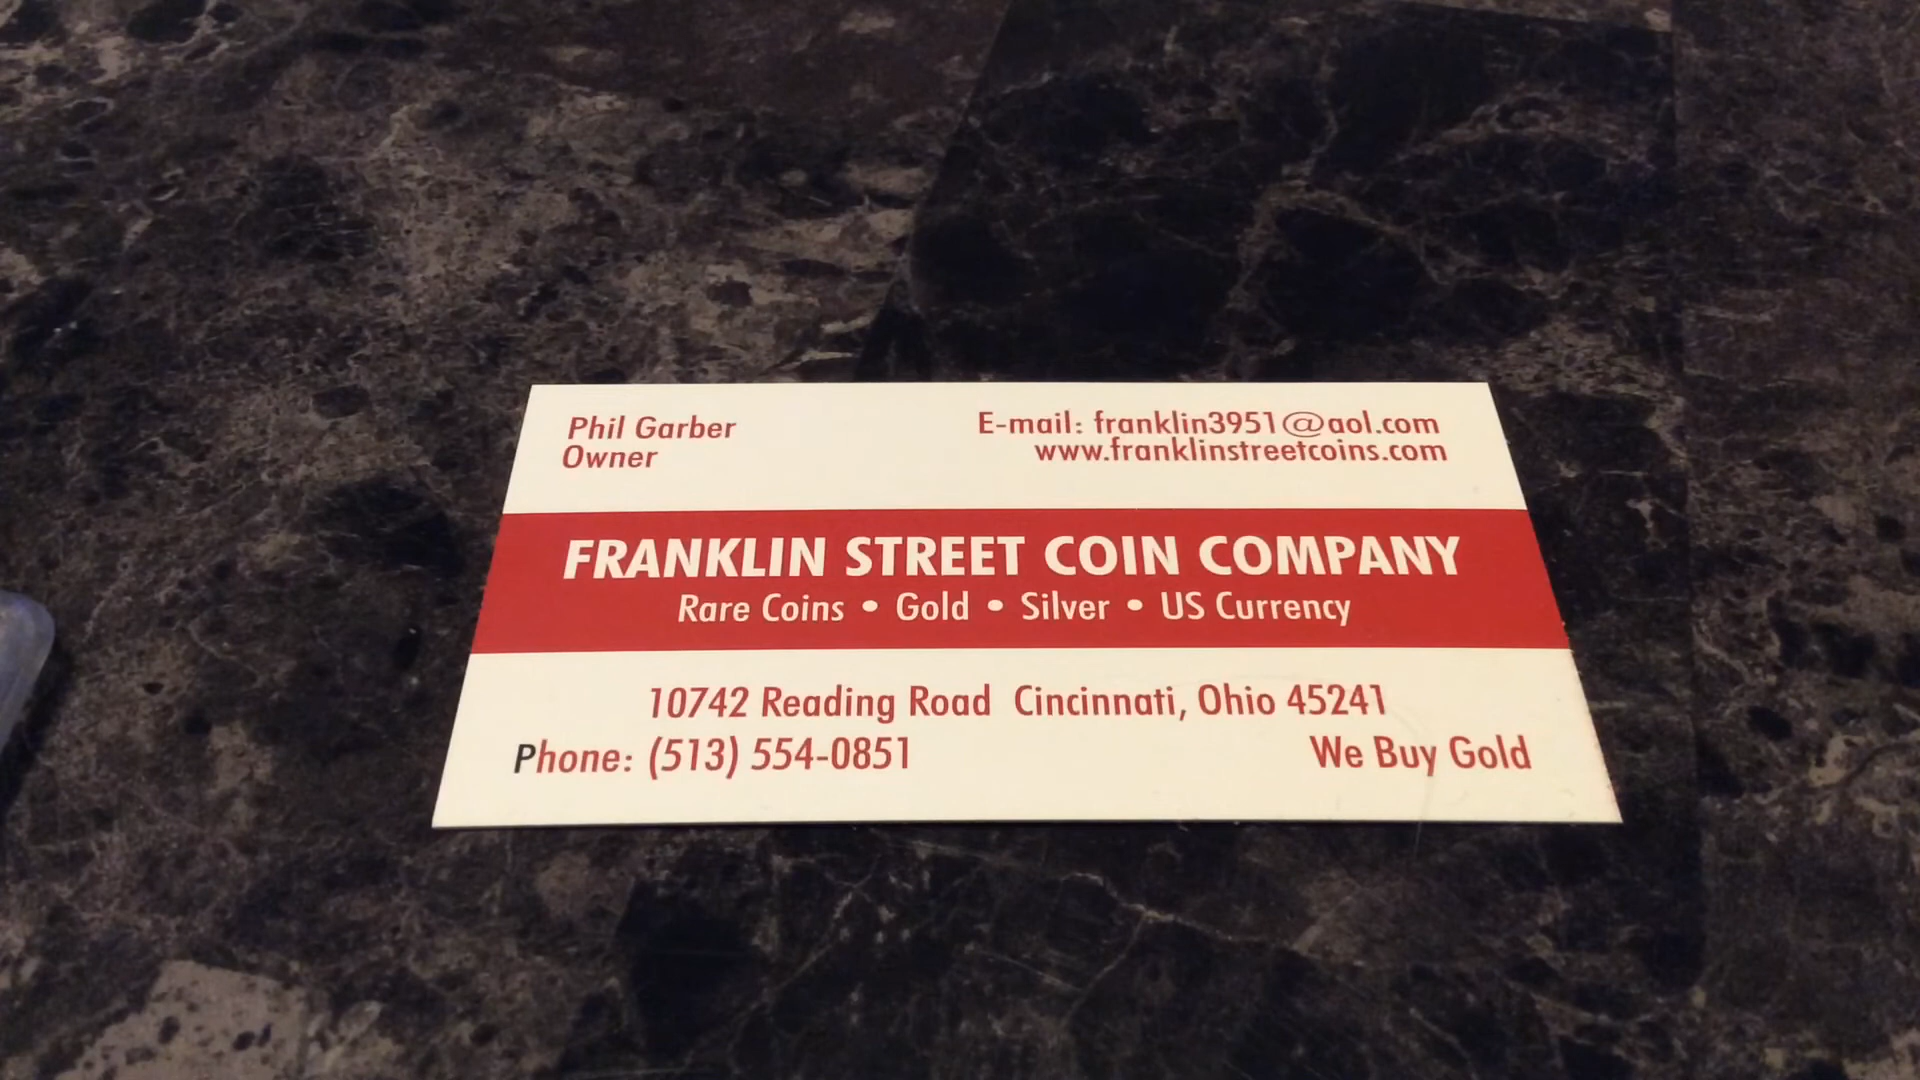 Phil Garber
Owner
E-mail: franklin3951@aol.com
www.franklinstreetcoins.com
FRANKLIN STREET COIN COMPANY
Rare Coins • Gold • Silver • US Currency
10742 Reading Road Cincinnati, Ohio 45241
Phone: (513) 554-0851
We Buy Gold